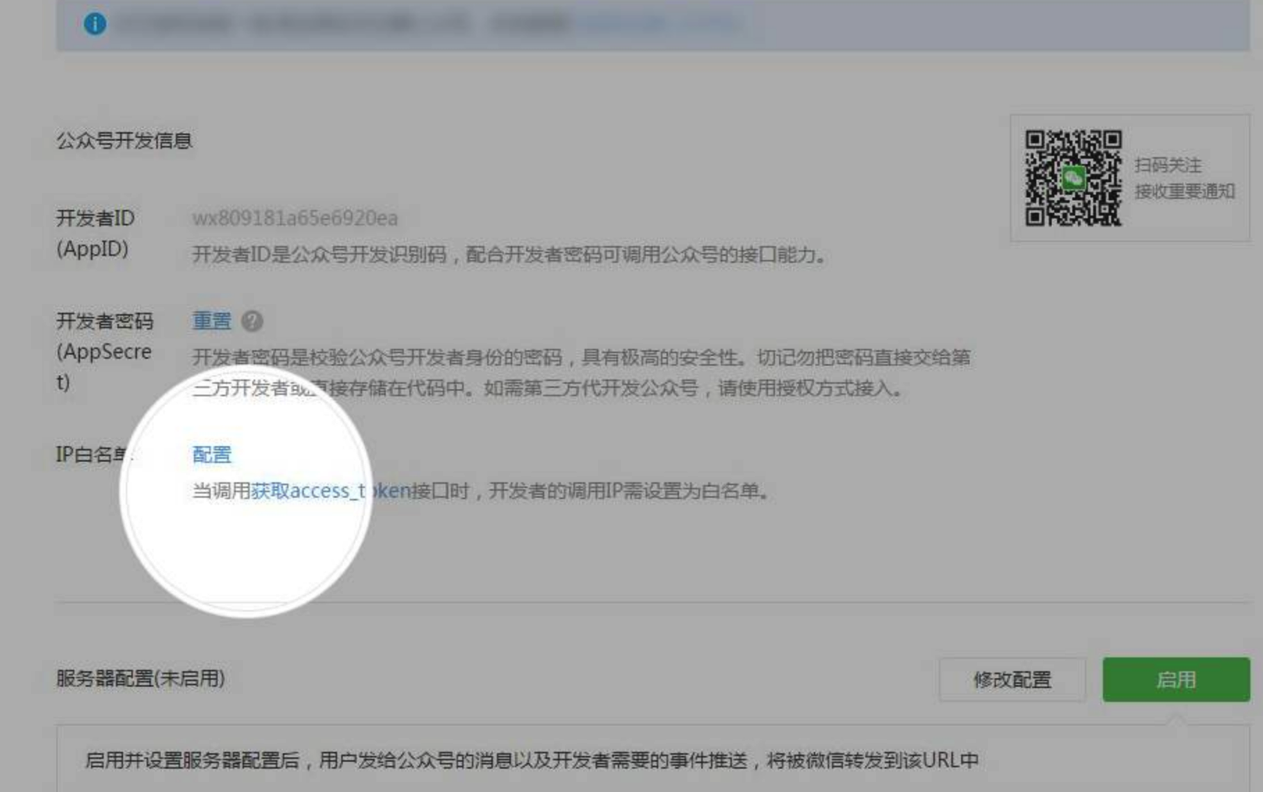 公众号开发信息
扫码关注
接收重要通知
开发者ID
(AppID)
wx809181a65e6920ea
开发者ID是公众号开发识别码，配合开发者密码可调用公众号的接口能力。
开发者密码
(AppSecre
t)
重置 ?
开发者密码是校验公众号开发者身份的密码，具有极高的安全性。切记勿把密码直接交给第
三方开发者或直接存储在代码中。如需第三方代开发公众号，请使用授权方式接入。
IP白名单
配置
当调用获取access_token接口时，开发者的调用IP需设置为白名单。
服务器配置(未启用)
修改配置
启用
启用并设置服务器配置后，用户发给公众号的消息以及开发者需要的事件推送，将被微信转发到该URL中